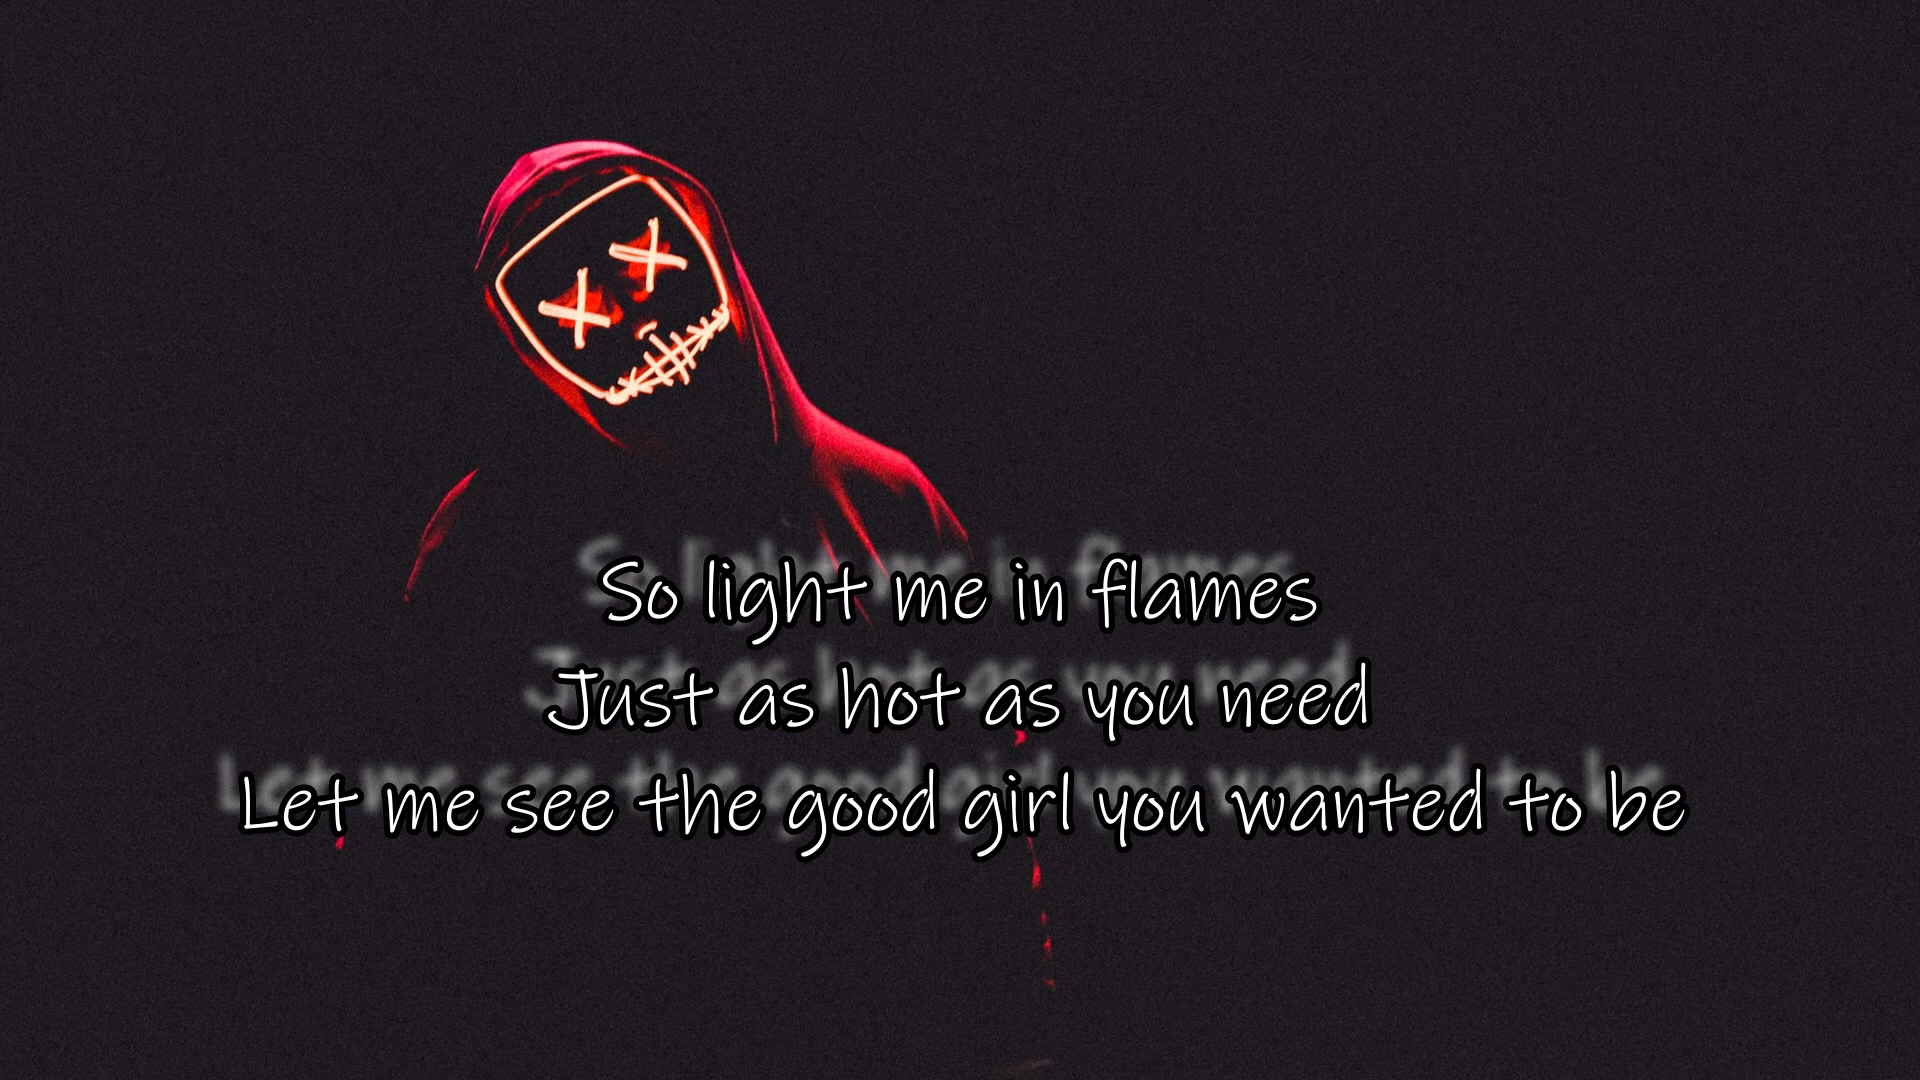 So light me in flames
Just as hot as you need
Let me see the good girl you wanted to be